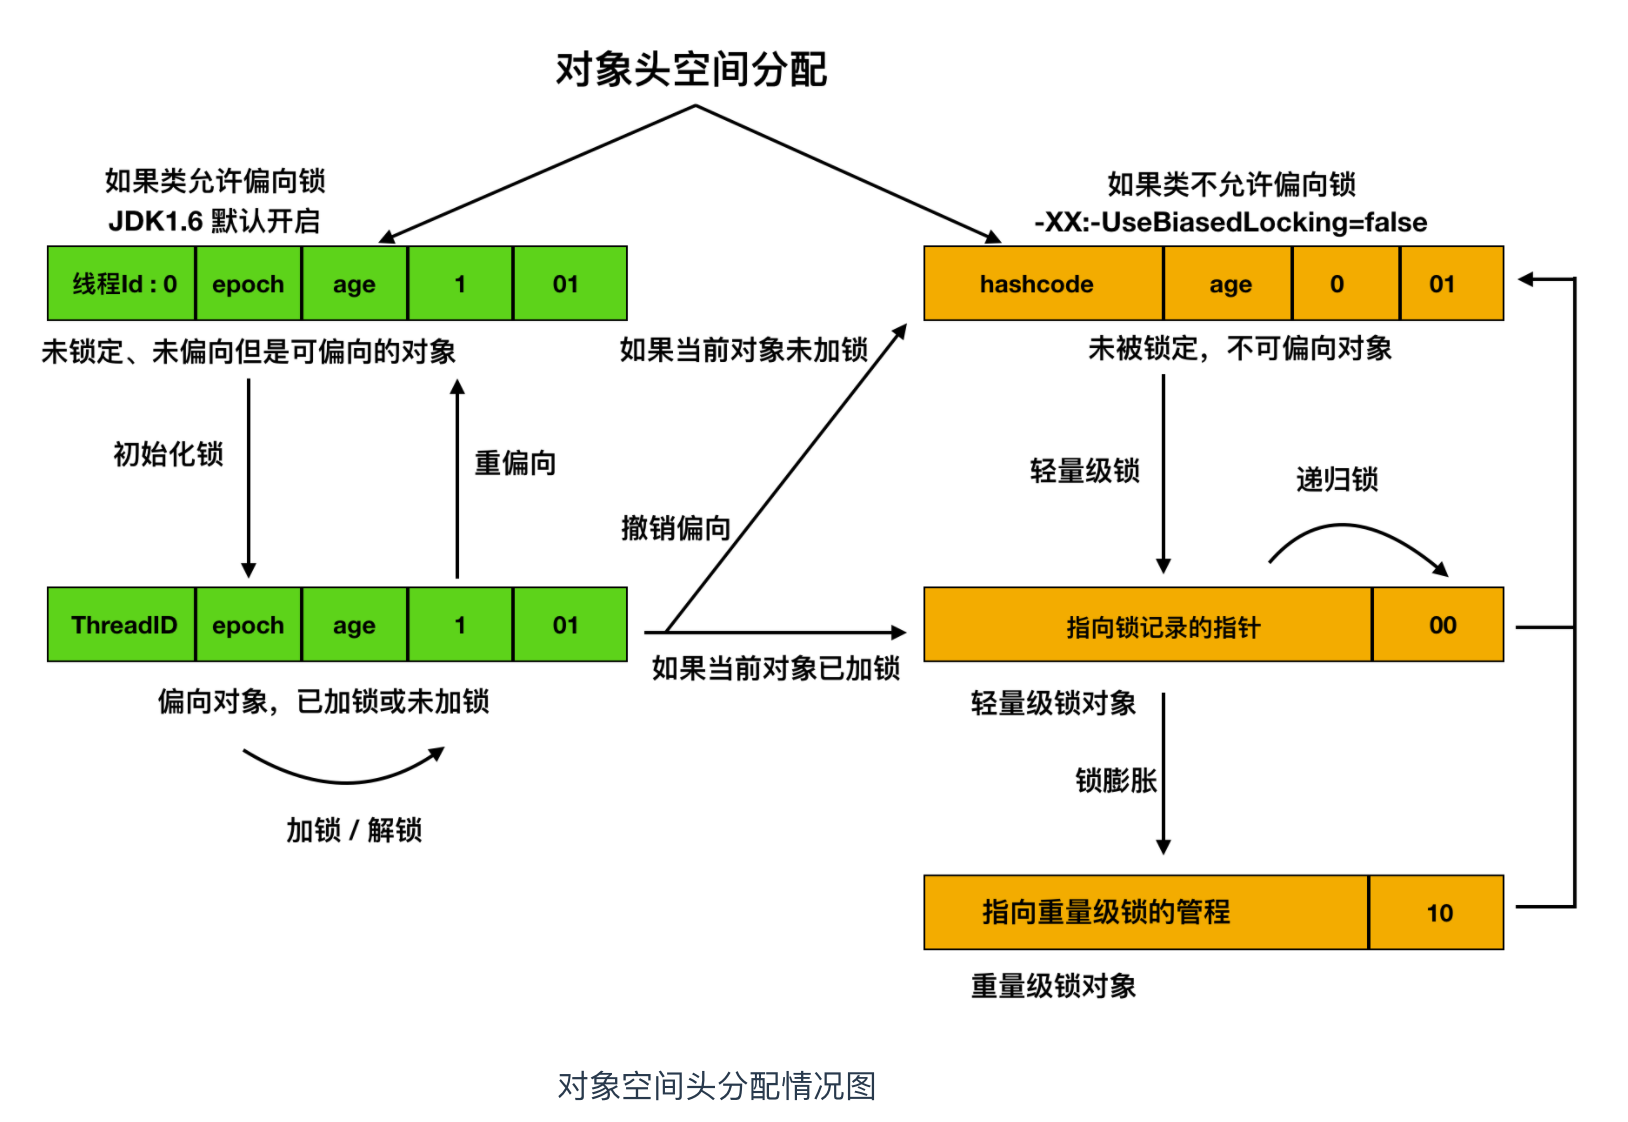 对象头空间分配
如果类允许偏向锁
JDK1.6 默认开启
如果类不允许偏向锁
-XX:-UseBiasedLocking=false
线程Id : 0 epoch age 1 01
hashcode age 0 01
未锁定、未偏向但是可偏向的对象
如果当前对象未加锁
未被锁定，不可偏向对象
初始化锁
重偏向
轻量级锁
递归锁
撤销偏向
ThreadID epoch age 1 01
指向锁记录的指针 00
如果当前对象已加锁
偏向对象，已加锁或未加锁
轻量级锁对象
锁膨胀
加锁 / 解锁
指向重量级锁的管程 10
重量级锁对象
对象空间头分配情况图